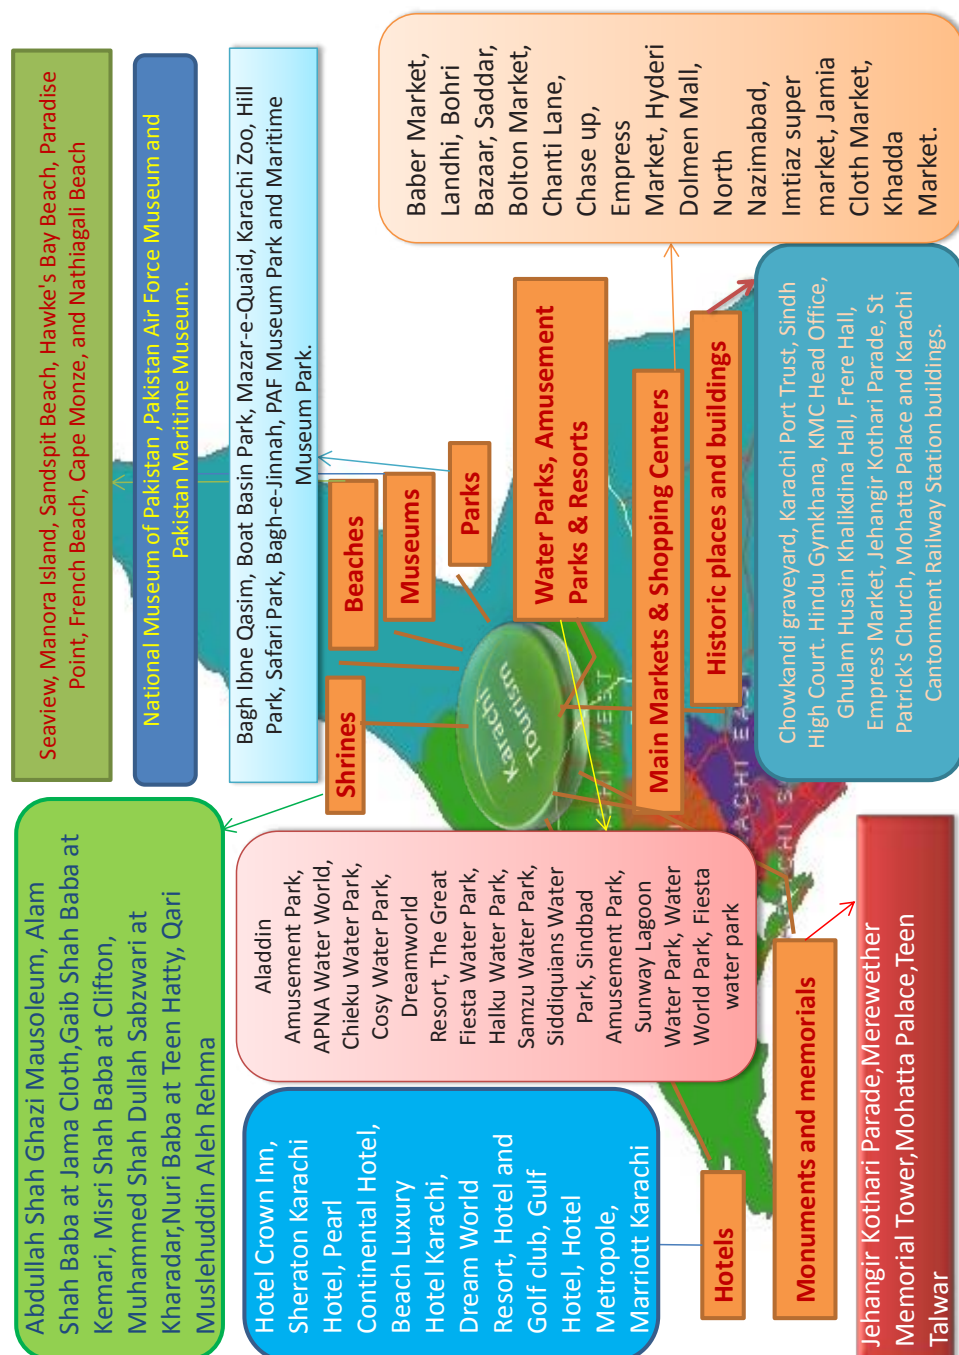 Abdullah Shah Ghazi Mausoleum, Alam
Shah Baba at Jama Cloth,Gaib Shah Baba at
Kemari, Misri Shah Baba at Clifton,
Muhammed Shah Dullah Sabzwari at
Kharadar,Nuri Baba at Teen Hatty, Qari
Muslehuddin Aleh Rehma
Seaview, Manora Island, Sandspit Beach, Hawke's Bay Beach, Paradise
Point, French Beach, Cape Monze, and Nathiagali Beach
National Museum of Pakistan ,Pakistan Air Force Museum and
Pakistan Maritime Museum.
Bagh Ibne Qasim, Boat Basin Park, Mazar-e-Quaid, Karachi Zoo, Hill
Park, Safari Park, Bagh-e-Jinnah, PAF Museum Park and Maritime
Museum Park.
Shrines
Beaches
Museums
Parks
Karachi
Tourism
Water Parks, Amusement
Parks & Resorts
Main Markets & Shopping Centers
Historic places and buildings
Hotel Crown Inn,
Sheraton Karachi
Hotel, Pearl
Continental Hotel,
Beach Luxury
Hotel Karachi,
Dream World
Resort, Hotel and
Golf club, Gulf
Hotel, Hotel
Metropole,
Marriott Karachi
Aladdin
Amusement Park,
APNA Water World,
Chieku Water Park,
Cosy Water Park,
Dreamworld
Resort, The Great
Fiesta Water Park,
Halku Water Park,
Samzu Water Park,
Siddiquians Water
Park, Sindbad
Amusement Park,
Sunway Lagoon
Water Park, Water
World Park, Fiesta
water park
Baber Market,
Landhi, Bohri
Bazaar, Saddar,
Bolton Market,
Chanti Lane,
Chase up,
Empress
Market, Hyderi
Dolmen Mall,
North
Nazimabad,
Imtiaz super
market, Jamia
Cloth Market,
Khadda
Market.
Hotels
Monuments and memorials
Chowkandi graveyard, Karachi Port Trust, Sindh
High Court. Hindu Gymkhana, KMC Head Office,
Ghulam Husain Khalikdina Hall, Frere Hall,
Empress Market, Jehangir Kothari Parade, St
Patrick's Church, Mohatta Palace and Karachi
Cantonment Railway Station buildings.
Jehangir Kothari Parade,Merewether
Memorial Tower,Mohatta Palace,Teen
Talwar
WEST